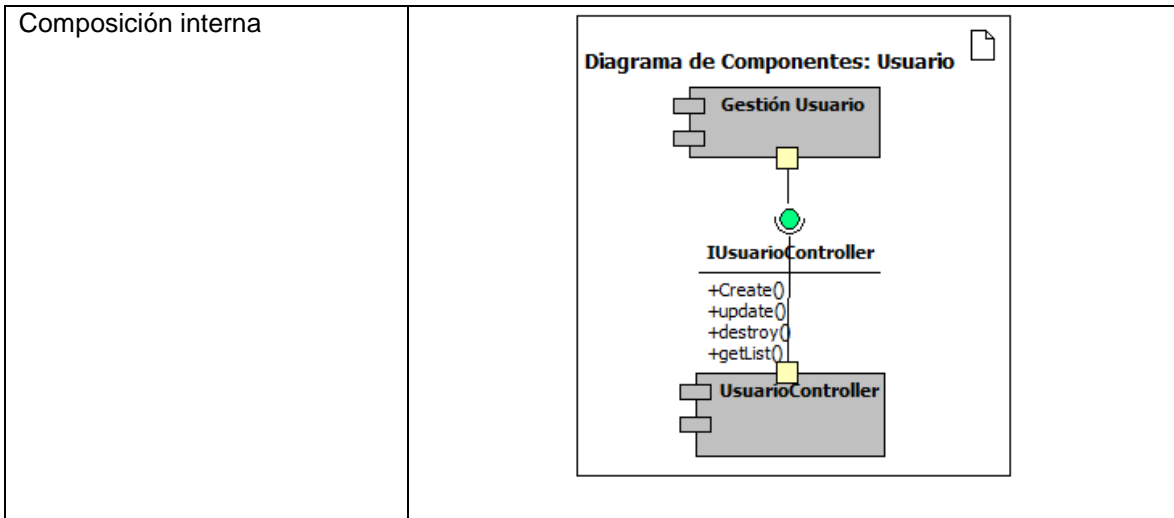 Composición interna
Diagrama de Componentes: Usuario
Gestión Usuario
IUsuarioController
+Create()
+update()
+destroy()
+getList()
UsuarioController